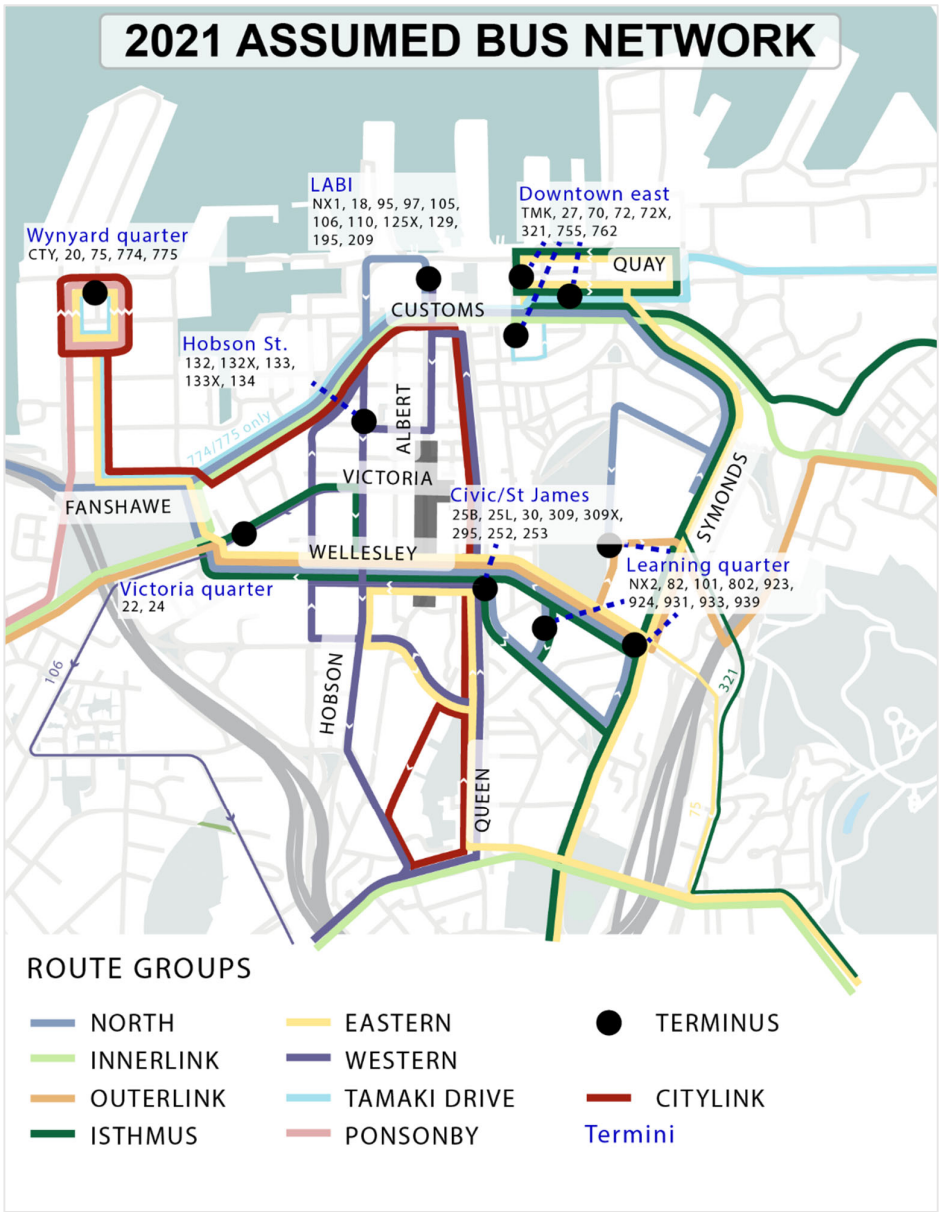 2021 ASSUMED BUS NETWORK
LABI
NX1, 18, 95, 97, 105,
106, 110, 125X, 129,
195, 209
Downtown east
TMK, 27, 70, 72, 72X,
321, 755, 762
Wynyard quarter
CTY, 20, 75, 774, 775
QUAY
CUSTOMS
Hobson St.
132, 132X, 133,
133X, 134
ALBERT
774/775 only
VICTORIA
FANSHAWE
Civic/St James
25B, 25L, 30, 309, 309X,
295, 252, 253
SYMONDS
WELLESLEY
Learning quarter
NX2, 82, 101, 802, 923,
924, 931, 933, 939
Victoria quarter
22, 24
106
HOBSON
321
QUEEN
75
ROUTE GROUPS
NORTH
INNERLINK
OUTERLINK
ISTHMUS
EASTERN
WESTERN
TAMAKI DRIVE
PONSONBY
TERMINUS
CITYLINK
Termini